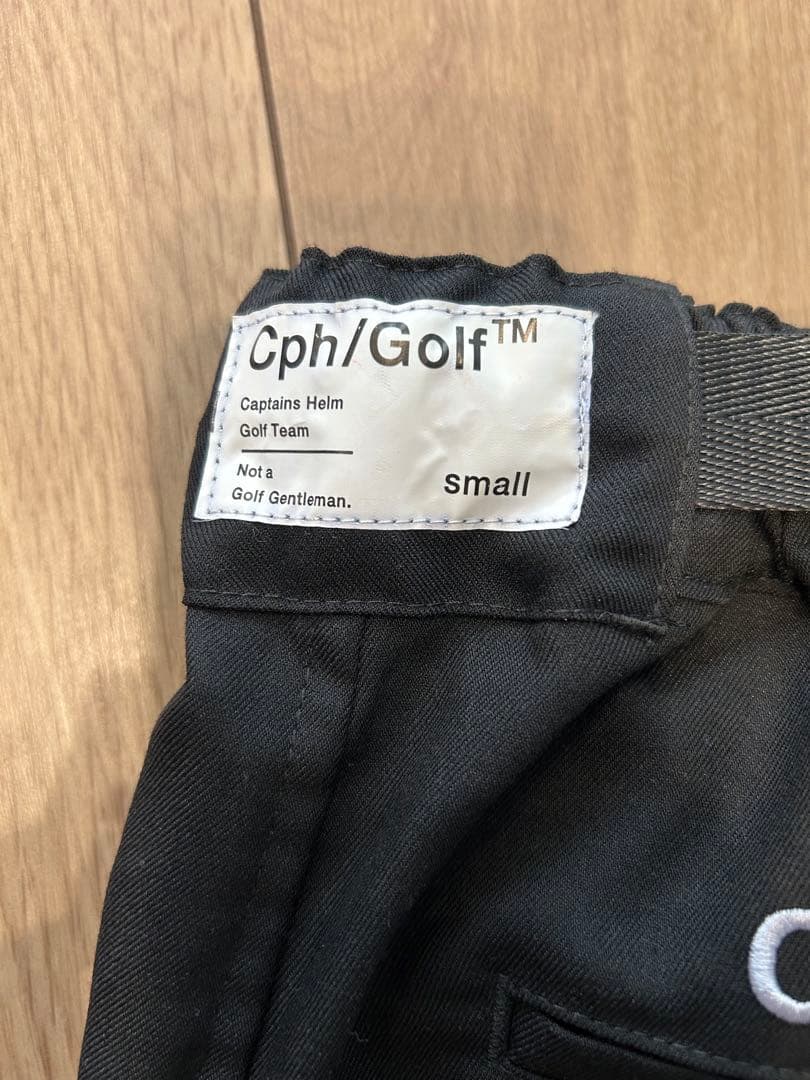 Cph/Golf™
Captains Helm
Golf Team
Not a
Golf Gentleman.
small